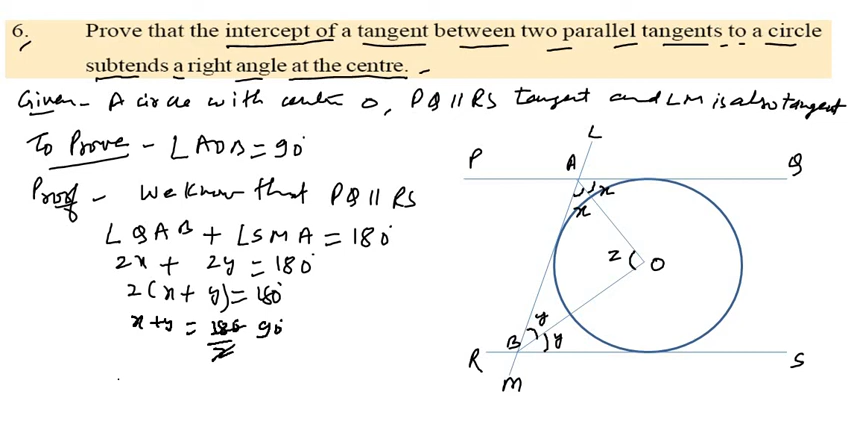 6. Prove that the intercept of a tangent between two parallel tangents to a circle
subtends a right angle at the centre.
Given - A circle with centre O, PQ || RS tangent and LM is also tangent
To Prove - ∠AOB = 90°
Proof - We know that PQ || RS
∠QAB + ∠SMA = 180°
2x + 2y = 180°
2(x + y) = 180°
x + y = 180/2 90°
L
P A Q
x
x
z O
y
B y
R S
M